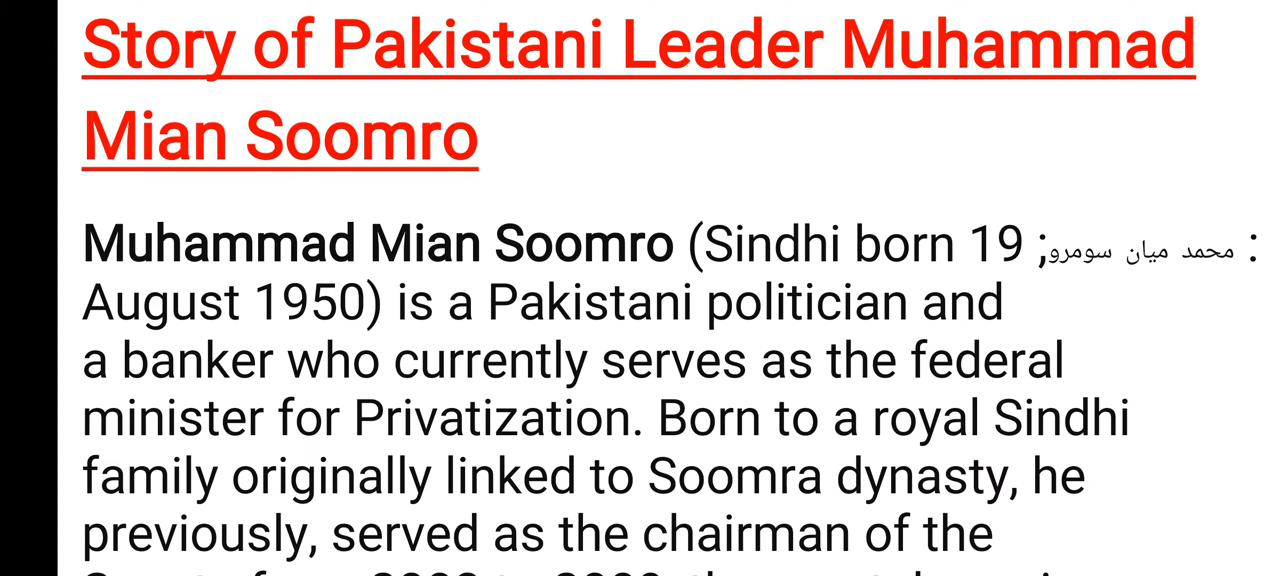 Story of Pakistani Leader Muhammad
Mian Soomro
Muhammad Mian Soomro (Sindhi born 19 ;محمد میان سومرو :
August 1950) is a Pakistani politician and
a banker who currently serves as the federal
minister for Privatization. Born to a royal Sindhi
family originally linked to Soomra dynasty, he
previously, served as the chairman of the